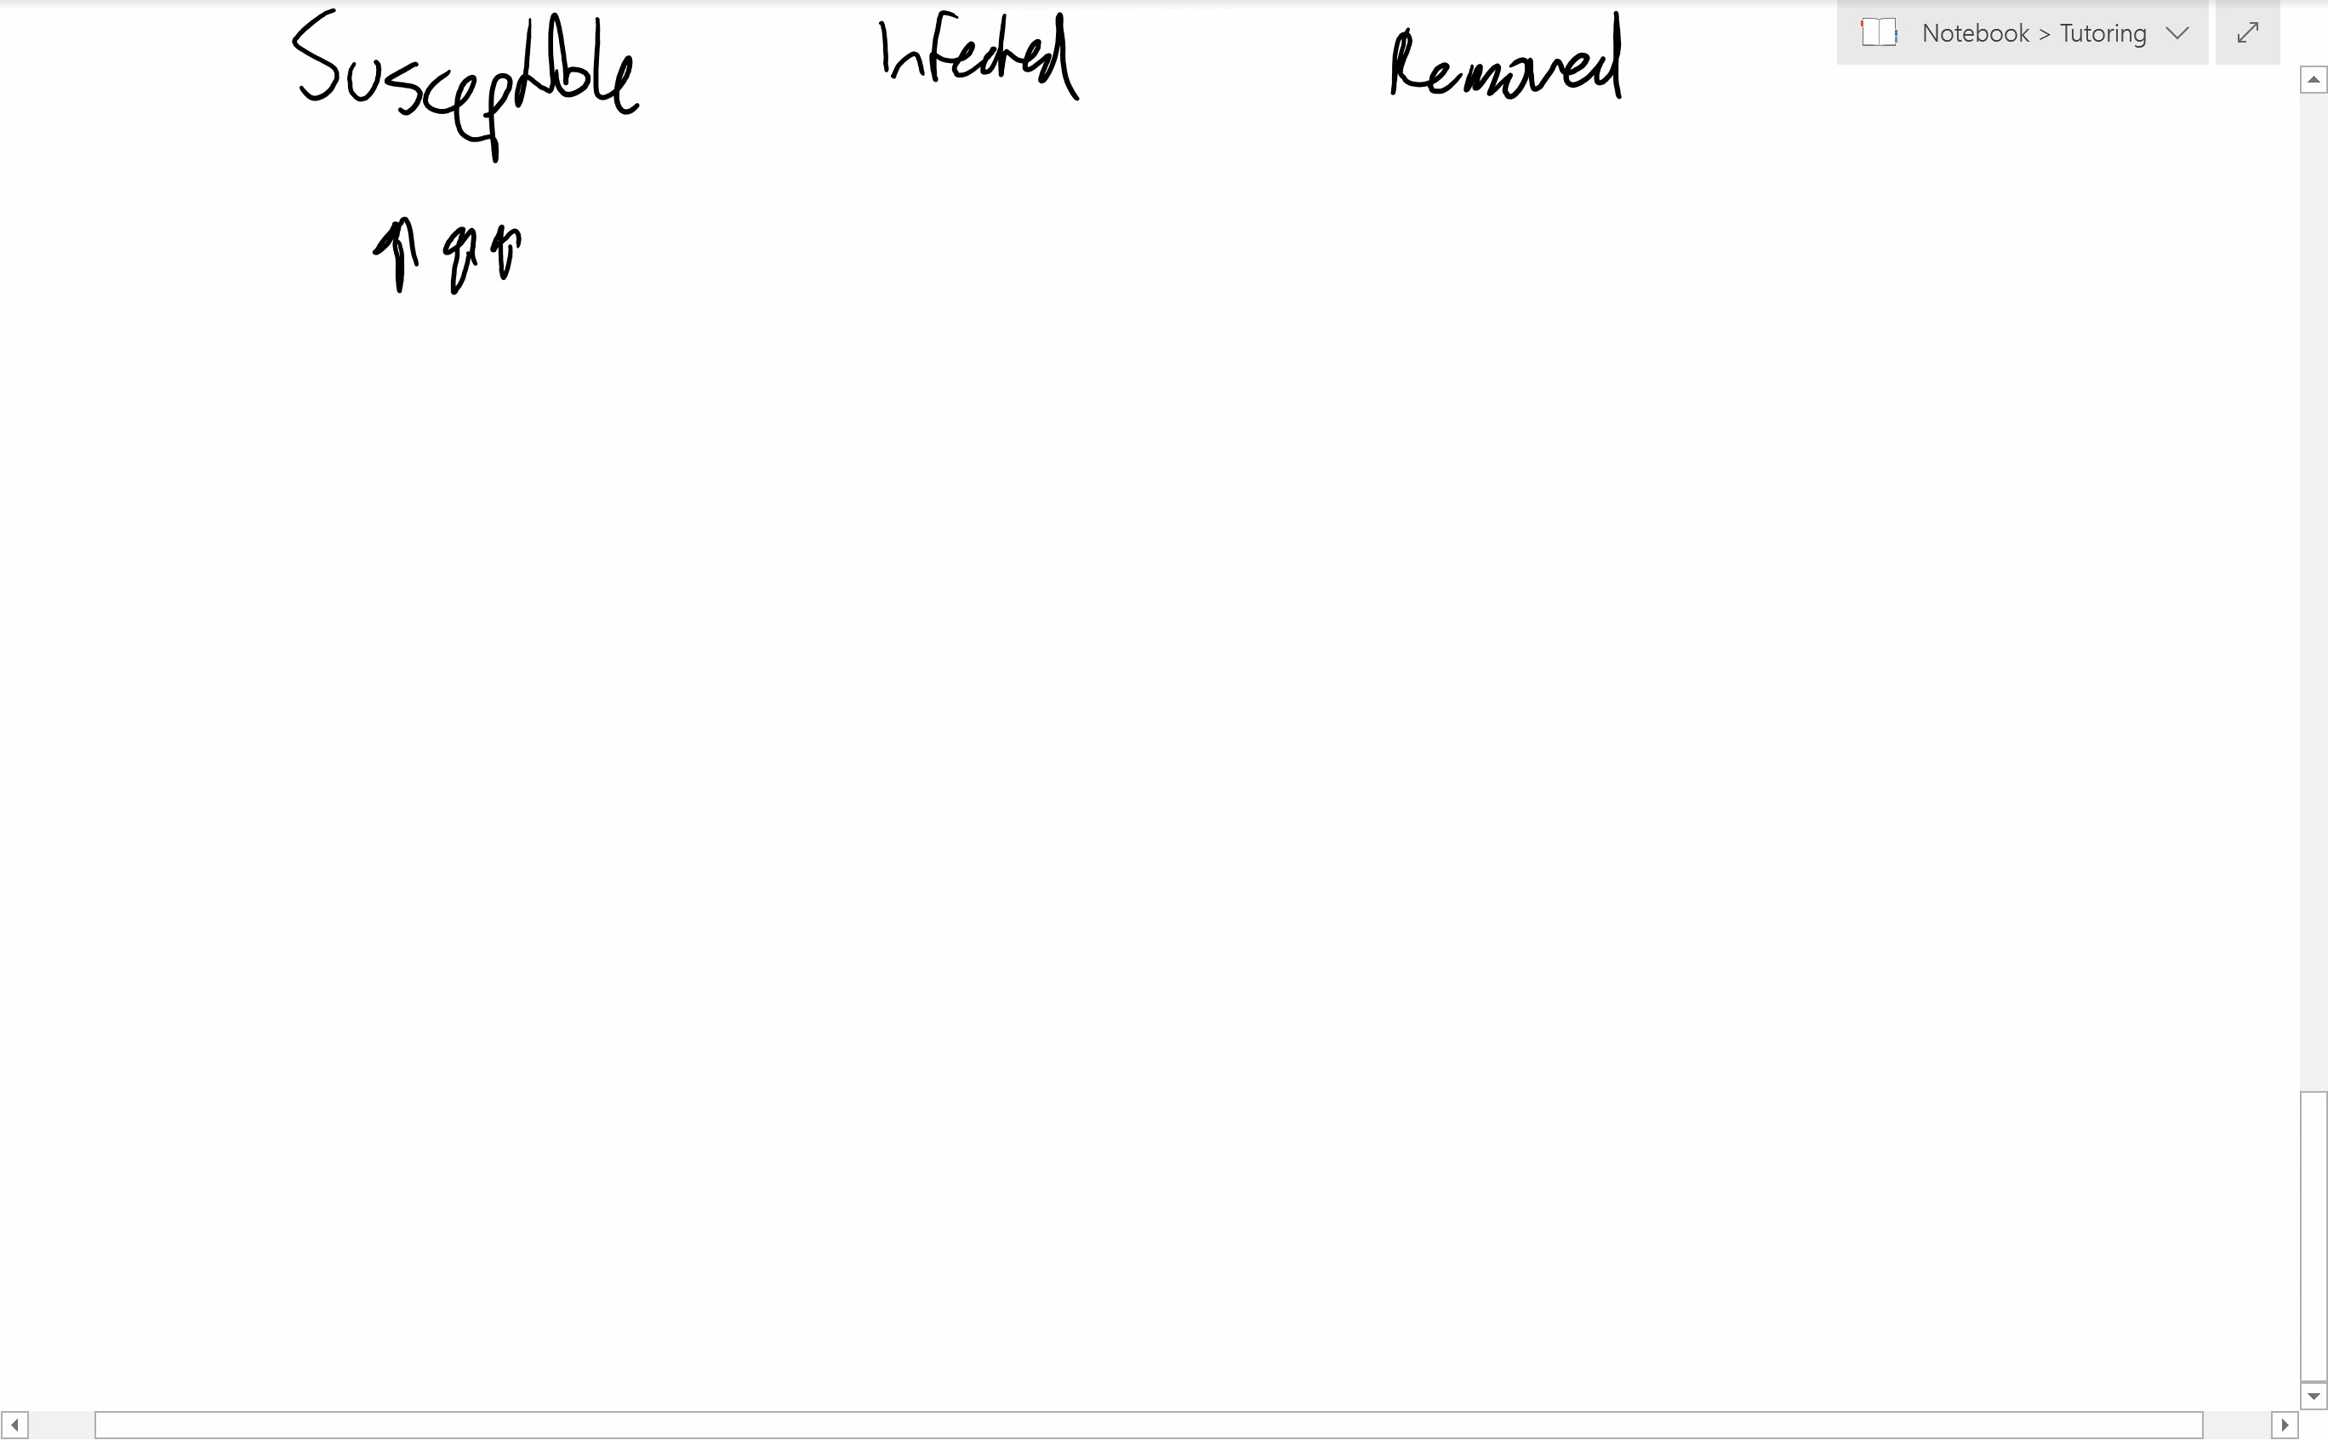 Susceptible Infected Removed
Notebook > Tutoring
↑ ↑ ↑